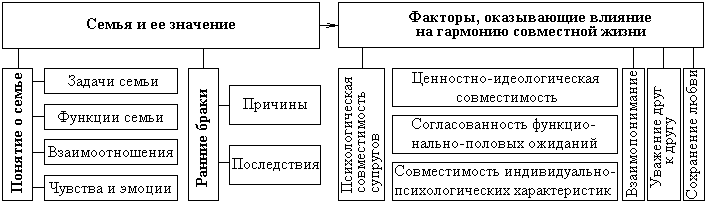 Семья и ее значение
Факторы, оказывающие влияние
на гармонию совместной жизни
Понятие о семье
Задачи семьи
Функции семьи
Взаимоотношения
Чувства и эмоции
Ранние браки
Причины
Последствия
Психологическая
совместимость
супругов
Ценностно-идеологическая
совместимость
Согласованность функцио-
нально-половых ожиданий
Совместимость индивидуально-
психологических характеристик
Взаимопонимание
Уважение друг
к другу
Сохранение любви